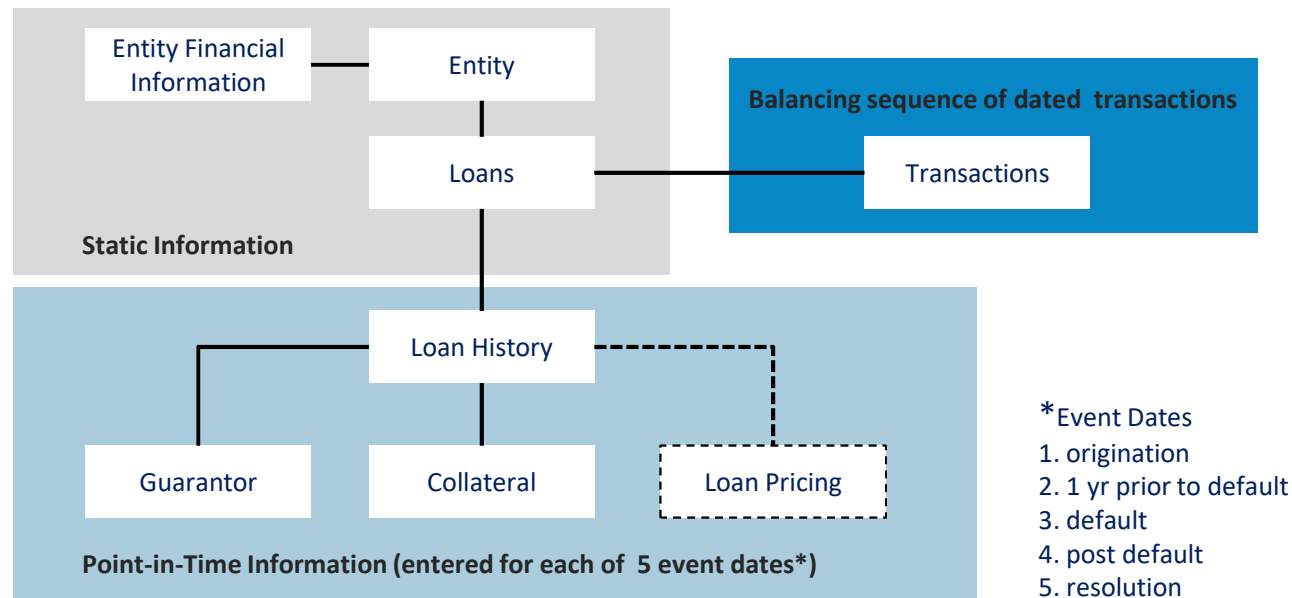 Entity Financial
Information
Entity
Balancing sequence of dated transactions
Loans
Transactions
Static Information
Loan History
Guarantor
Collateral
Loan Pricing
Point-in-Time Information (entered for each of 5 event dates*)
*Event Dates
1. origination
2. 1 yr prior to default
3. default
4. post default
5. resolution